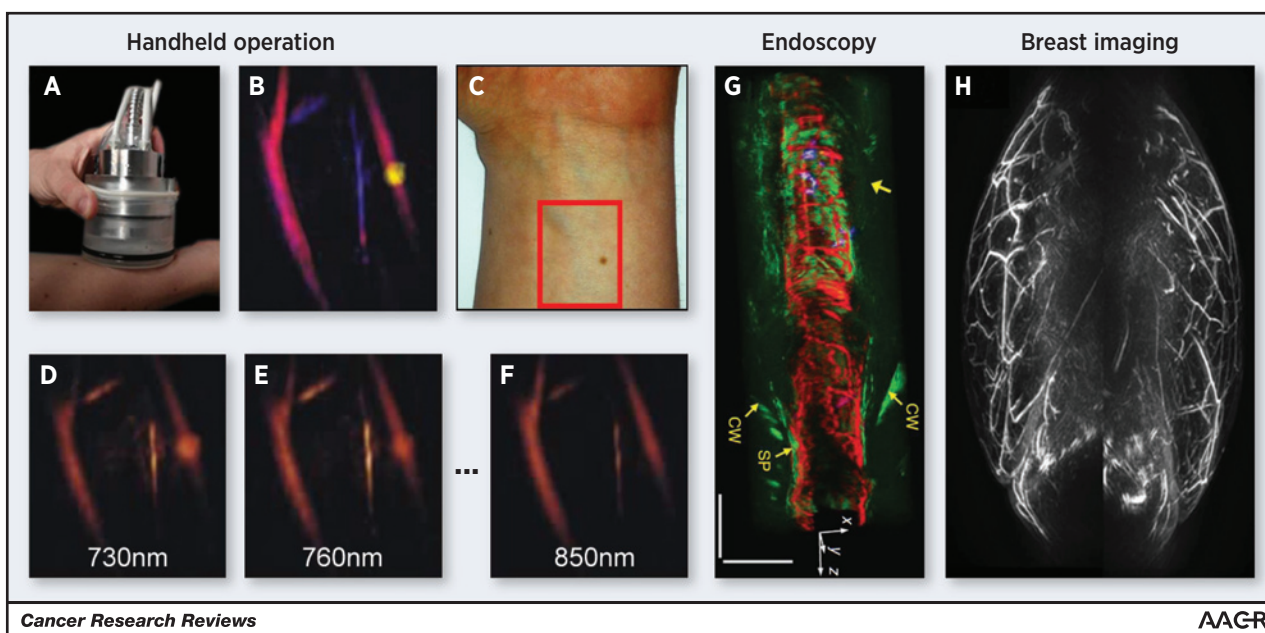 Handheld operation
Endoscopy
Breast imaging
A
B
C
G
H
D
E
F
CW
SP
CW
...
730nm
760nm
850nm
x
y
z
Cancer Research Reviews
AACR